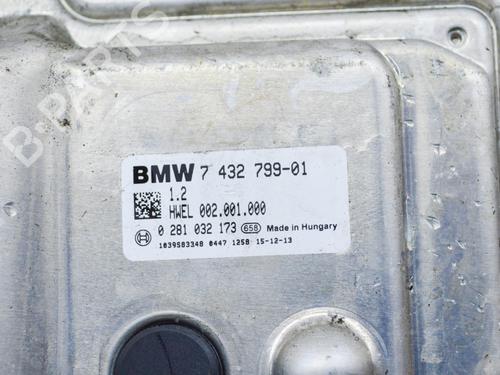 B-PARTS
BMW 7 432 799-01
1.2
HWEL 002.001.000
0 281 032 173 658 Made in Hungary
1039S83348 0447 1258 15-12-13